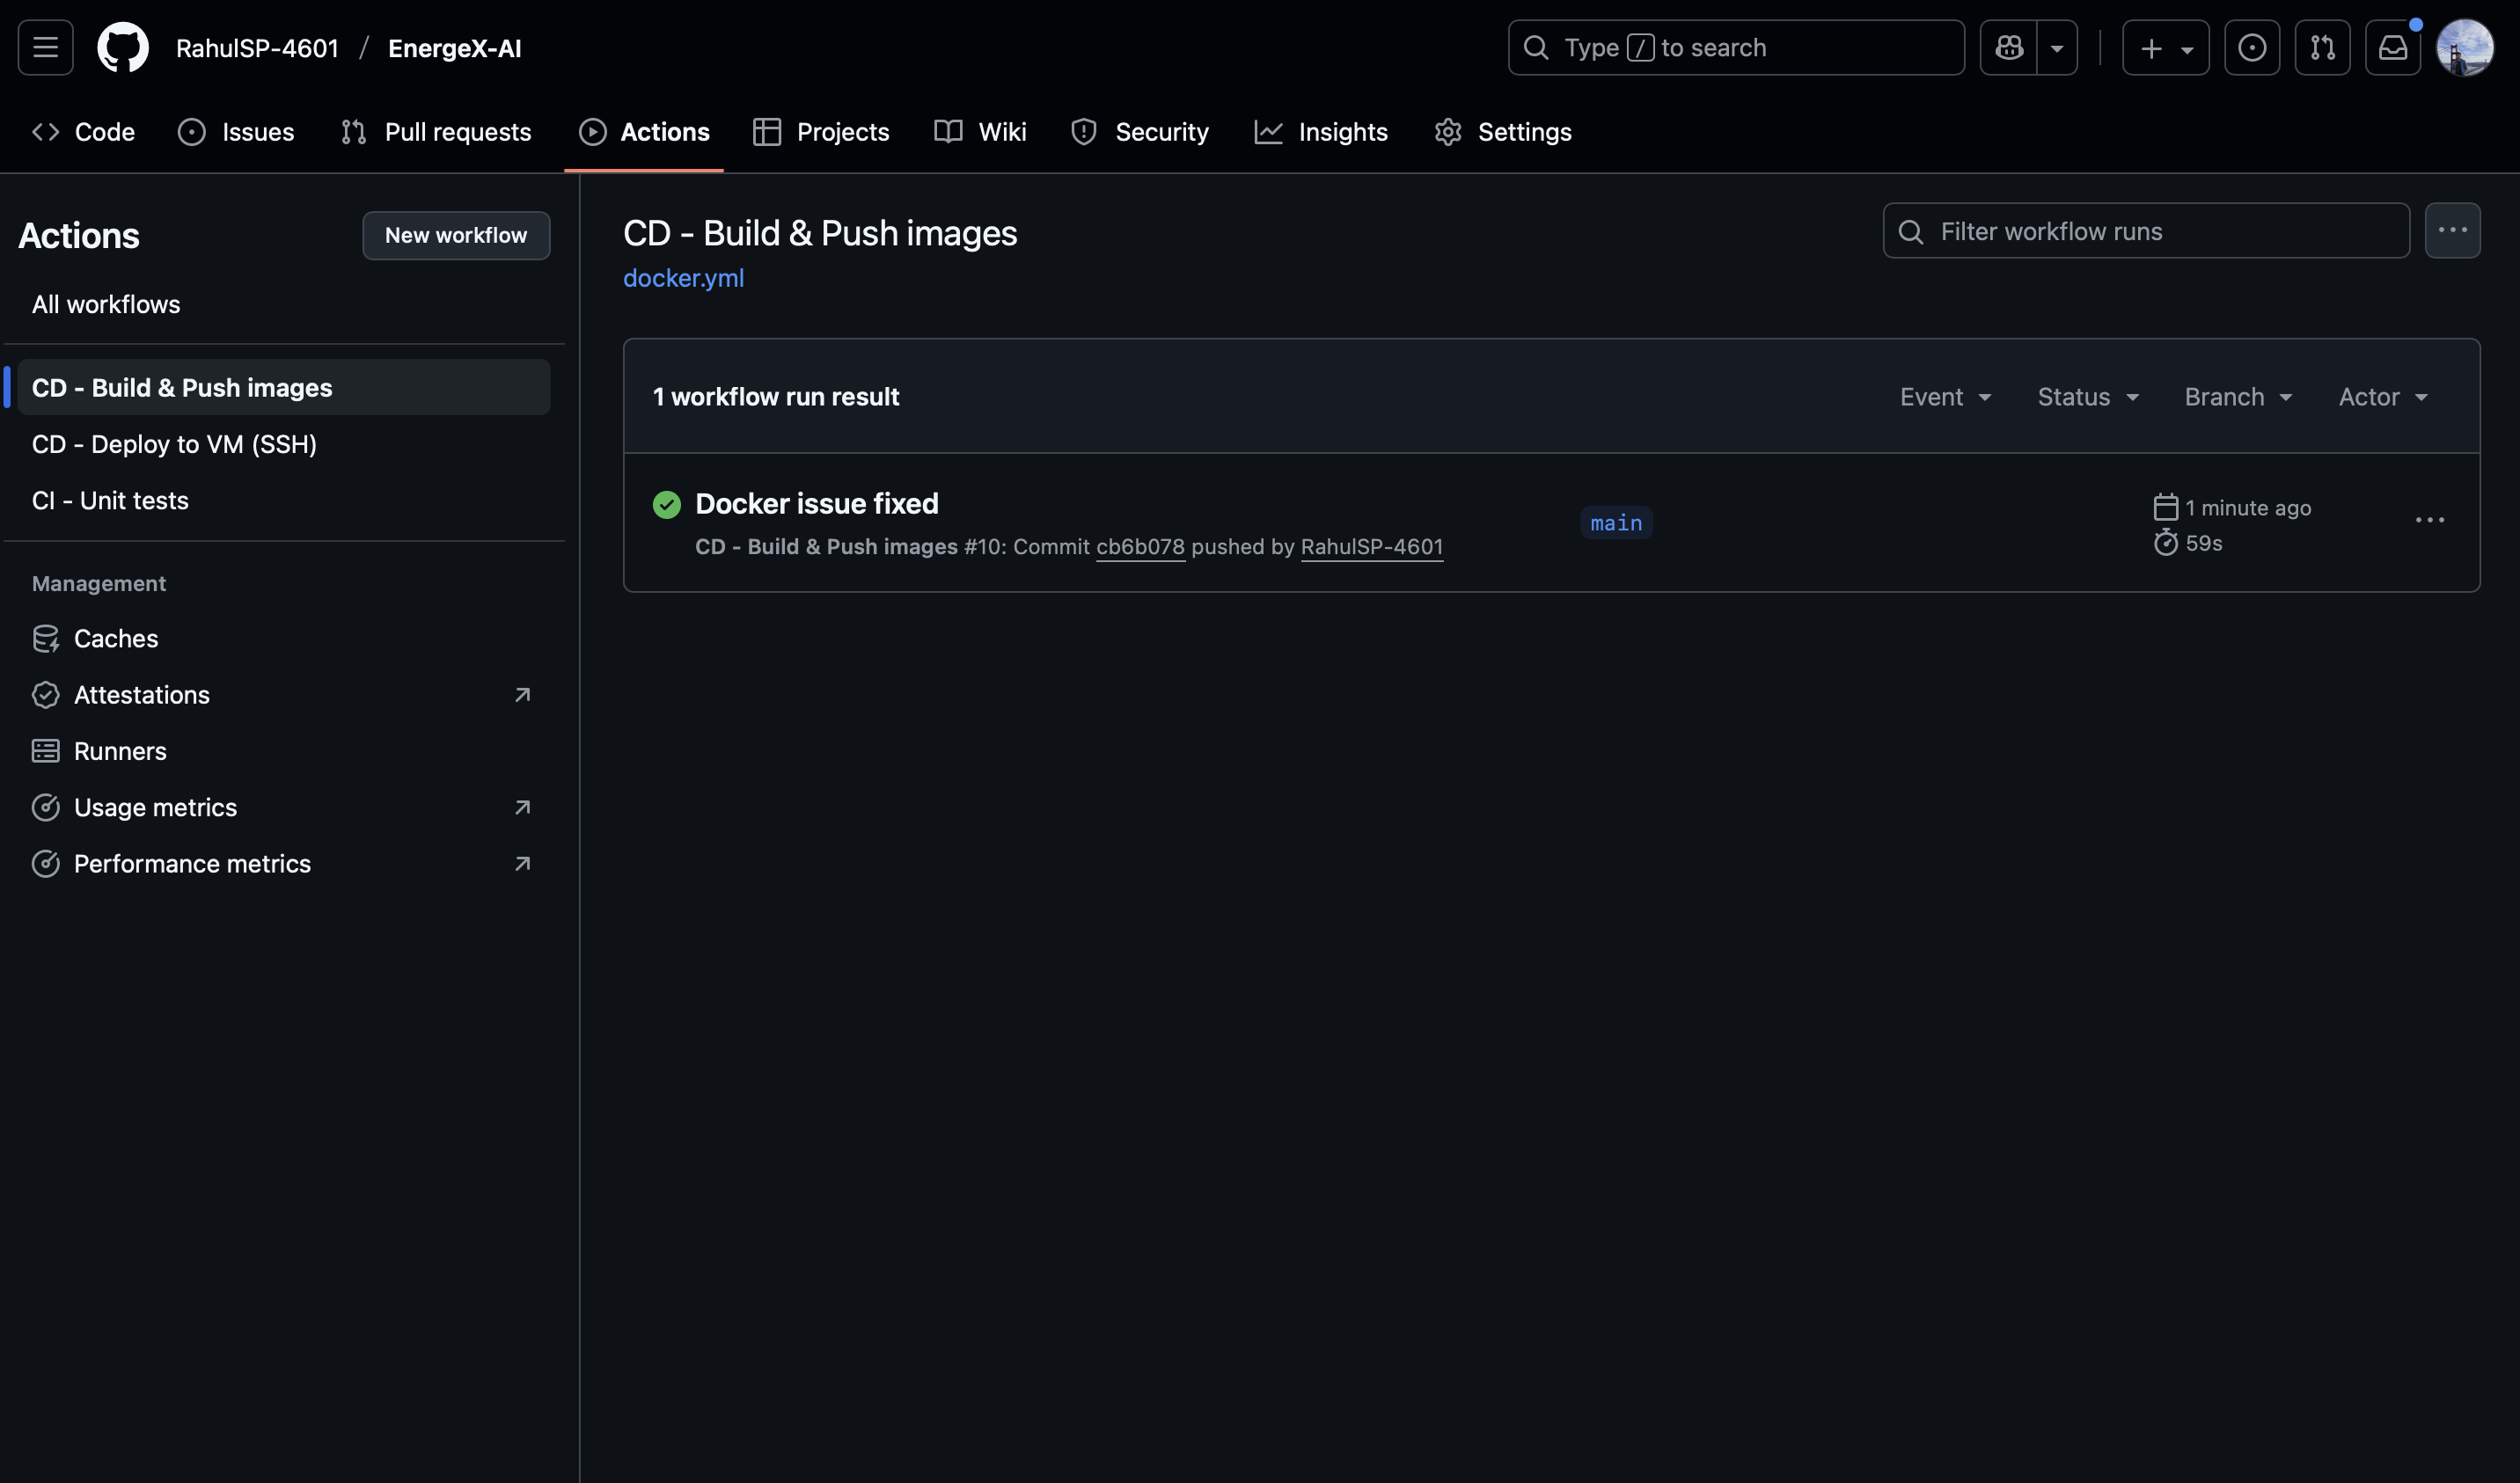 RahulSP-4601 / EnergeX-AI
Type / to search
Code
Issues
Pull requests
Actions
Projects
Wiki
Security
Insights
Settings
Actions
New workflow
All workflows
CD - Build & Push images
CD - Deploy to VM (SSH)
CI - Unit tests
Management
Caches
Attestations
Runners
Usage metrics
Performance metrics
CD - Build & Push images
docker.yml
Filter workflow runs
1 workflow run result
Event
Status
Branch
Actor
Docker issue fixed
CD - Build & Push images #10: Commit cb6b078 pushed by RahulSP-4601
main
1 minute ago
59s